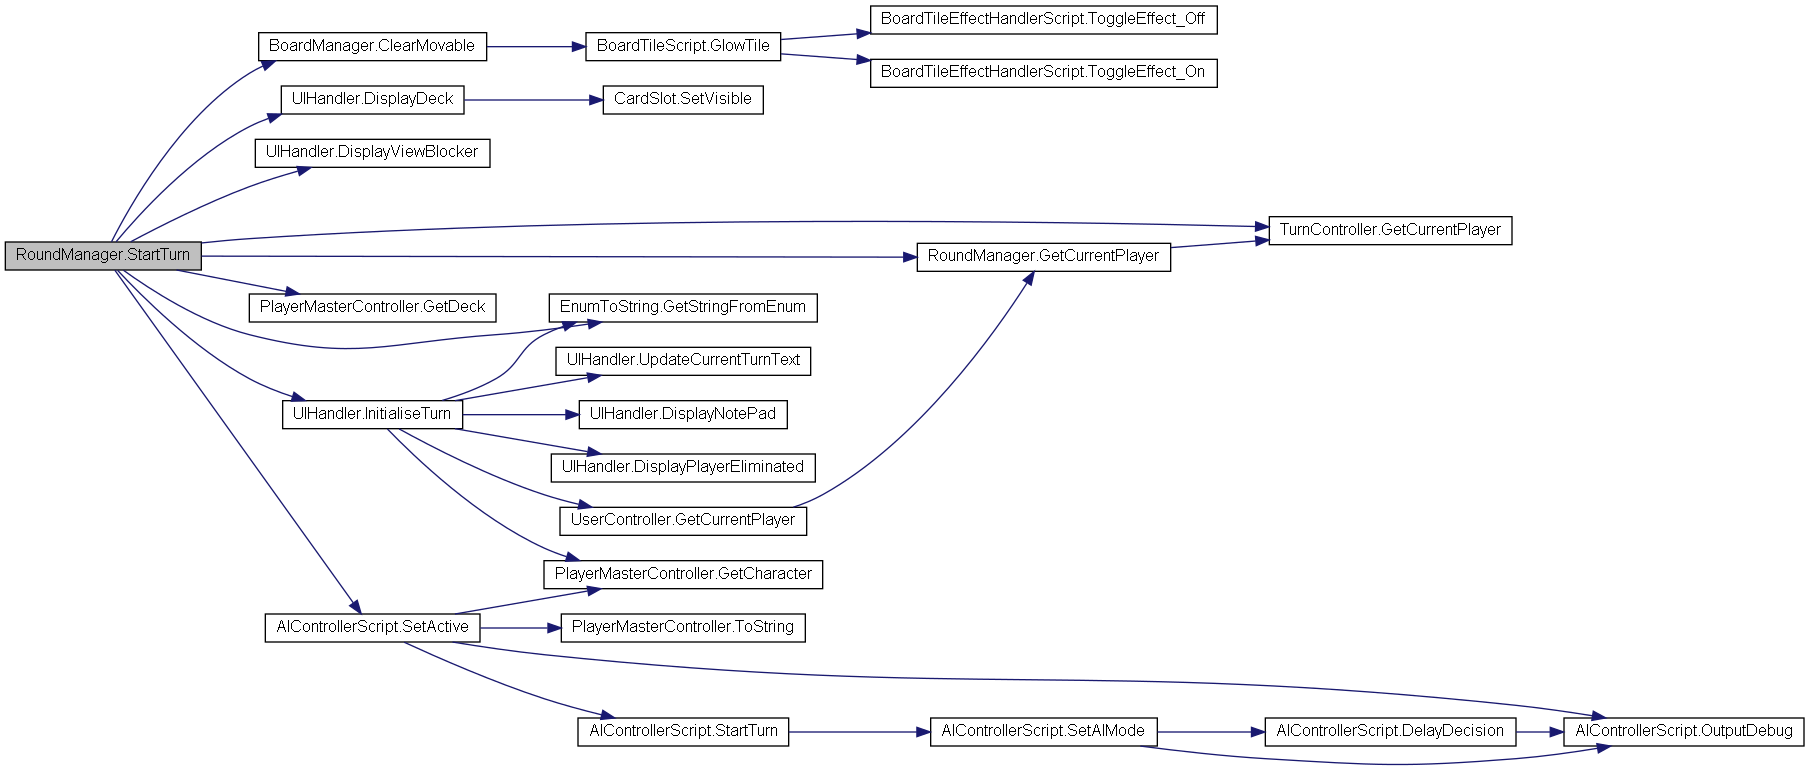 BoardTileEffectHandlerScript.ToggleEffect_Off
BoardManager.ClearMovable
BoardTileScript.GlowTile
BoardTileEffectHandlerScript.ToggleEffect_On
UIHandler.DisplayDeck
CardSlot.SetVisible
UIHandler.DisplayViewBlocker
TurnController.GetCurrentPlayer
RoundManager.StartTurn
RoundManager.GetCurrentPlayer
PlayerMasterController.GetDeck
EnumToString.GetStringFromEnum
UIHandler.UpdateCurrentTurnText
UIHandler.InitialiseTurn
UIHandler.DisplayNotePad
UIHandler.DisplayPlayerEliminated
UserController.GetCurrentPlayer
PlayerMasterController.GetCharacter
AIControllerScript.SetActive
PlayerMasterController.ToString
AIControllerScript.StartTurn
AIControllerScript.SetAIMode
AIControllerScript.DelayDecision
AIControllerScript.OutputDebug